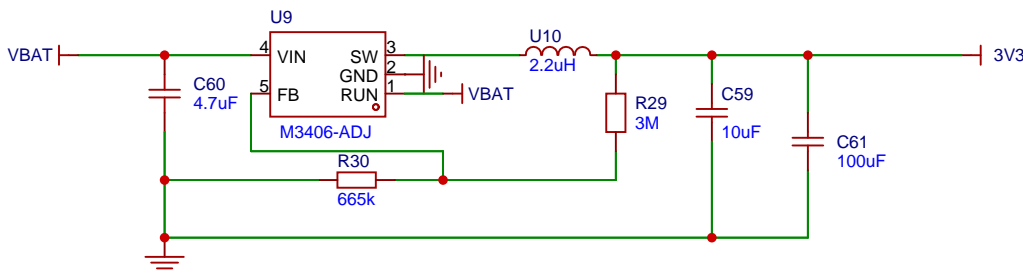 U9
VBAT
4
VIN
SW
3
GND
2
5
FB
RUN
1
VBAT
M3406-ADJ
C60
4.7uF
U10
2.2uH
3V3
R29
3M
C59
10uF
C61
100uF
R30
665k